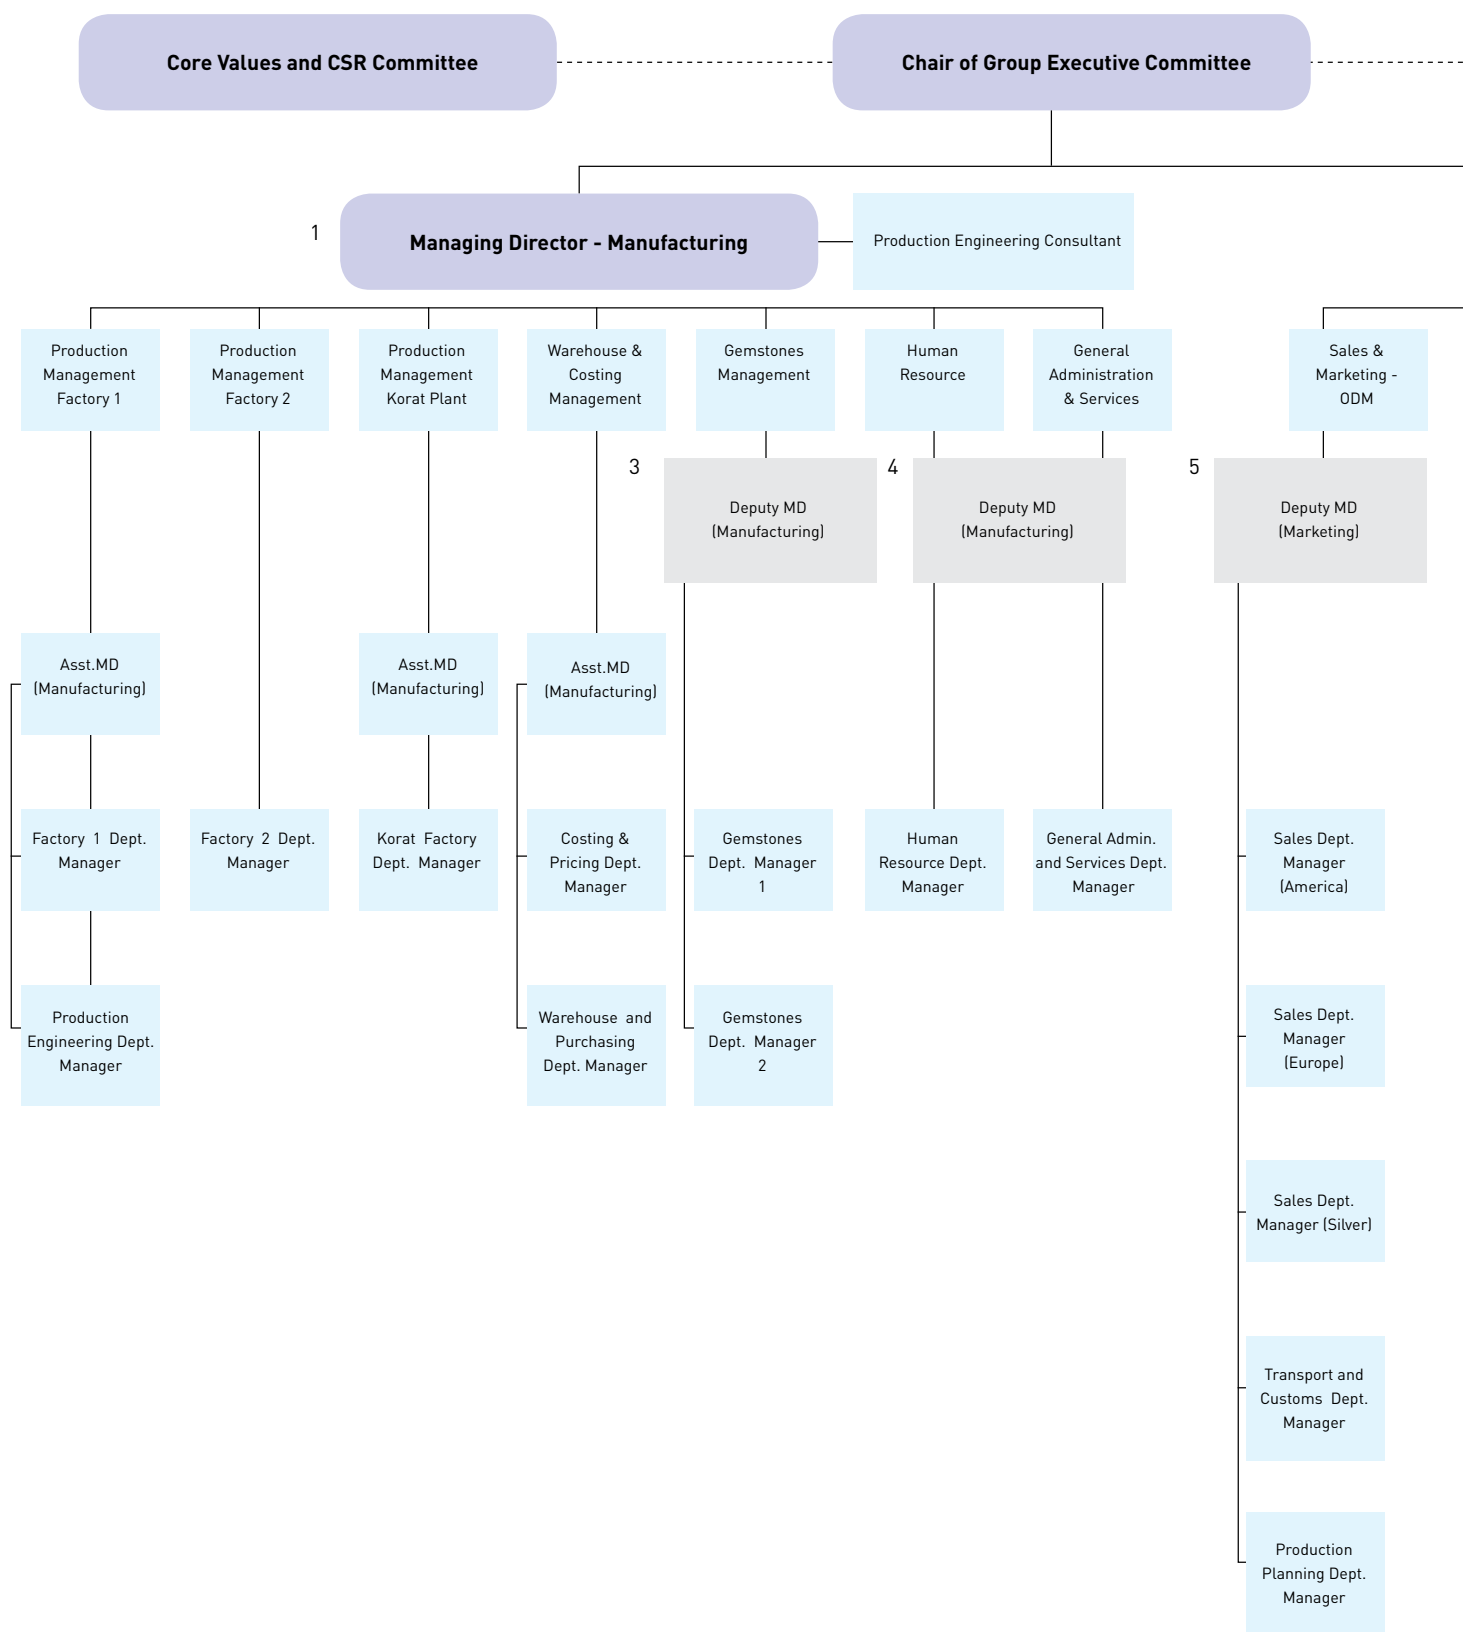 Core Values and CSR Committee
Chair of Group Executive Committee
1
Managing Director - Manufacturing
Production Engineering Consultant
Production
Management
Factory 1
Production
Management
Factory 2
Production
Management
Korat Plant
Warehouse &
Costing
Management
Gemstones
Management
Human
Resource
General
Administration
& Services
Sales &
Marketing -
ODM
3
Deputy MD
(Manufacturing)
4
Deputy MD
(Manufacturing)
5
Deputy MD
(Marketing)
Asst.MD
(Manufacturing)
Asst.MD
(Manufacturing)
Asst.MD
(Manufacturing)
Factory 1 Dept.
Manager
Factory 2 Dept.
Manager
Korat Factory
Dept. Manager
Costing &
Pricing Dept.
Manager
Gemstones
Dept. Manager
1
Human
Resource Dept.
Manager
General Admin.
and Services Dept.
Manager
Sales Dept.
Manager
(America)
Production
Engineering Dept.
Manager
Warehouse and
Purchasing
Dept. Manager
Gemstones
Dept. Manager
2
Sales Dept.
Manager
(Europe)
Sales Dept.
Manager (Silver)
Transport and
Customs Dept.
Manager
Production
Planning Dept.
Manager